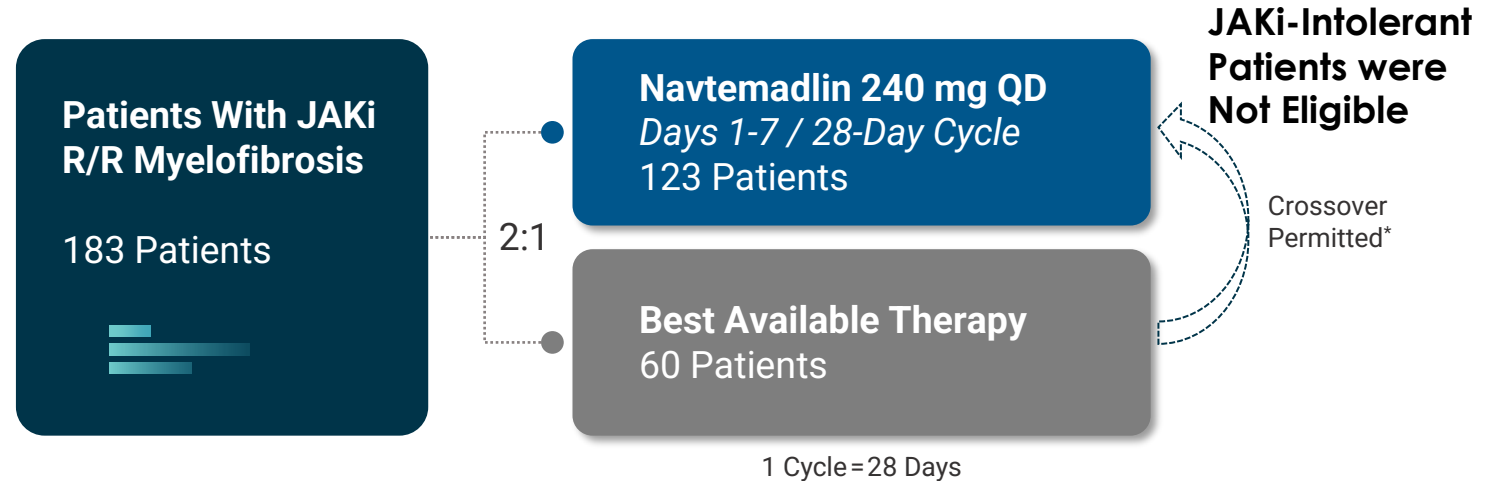 Patients With JAKi
R/R Myelofibrosis
183 Patients
2:1
Navtemadlin 240 mg QD
Days 1-7 / 28-Day Cycle
123 Patients
Best Available Therapy
60 Patients
1 Cycle=28 Days
JAKi-Intolerant
Patients were
Not Eligible
Crossover
Permitted*